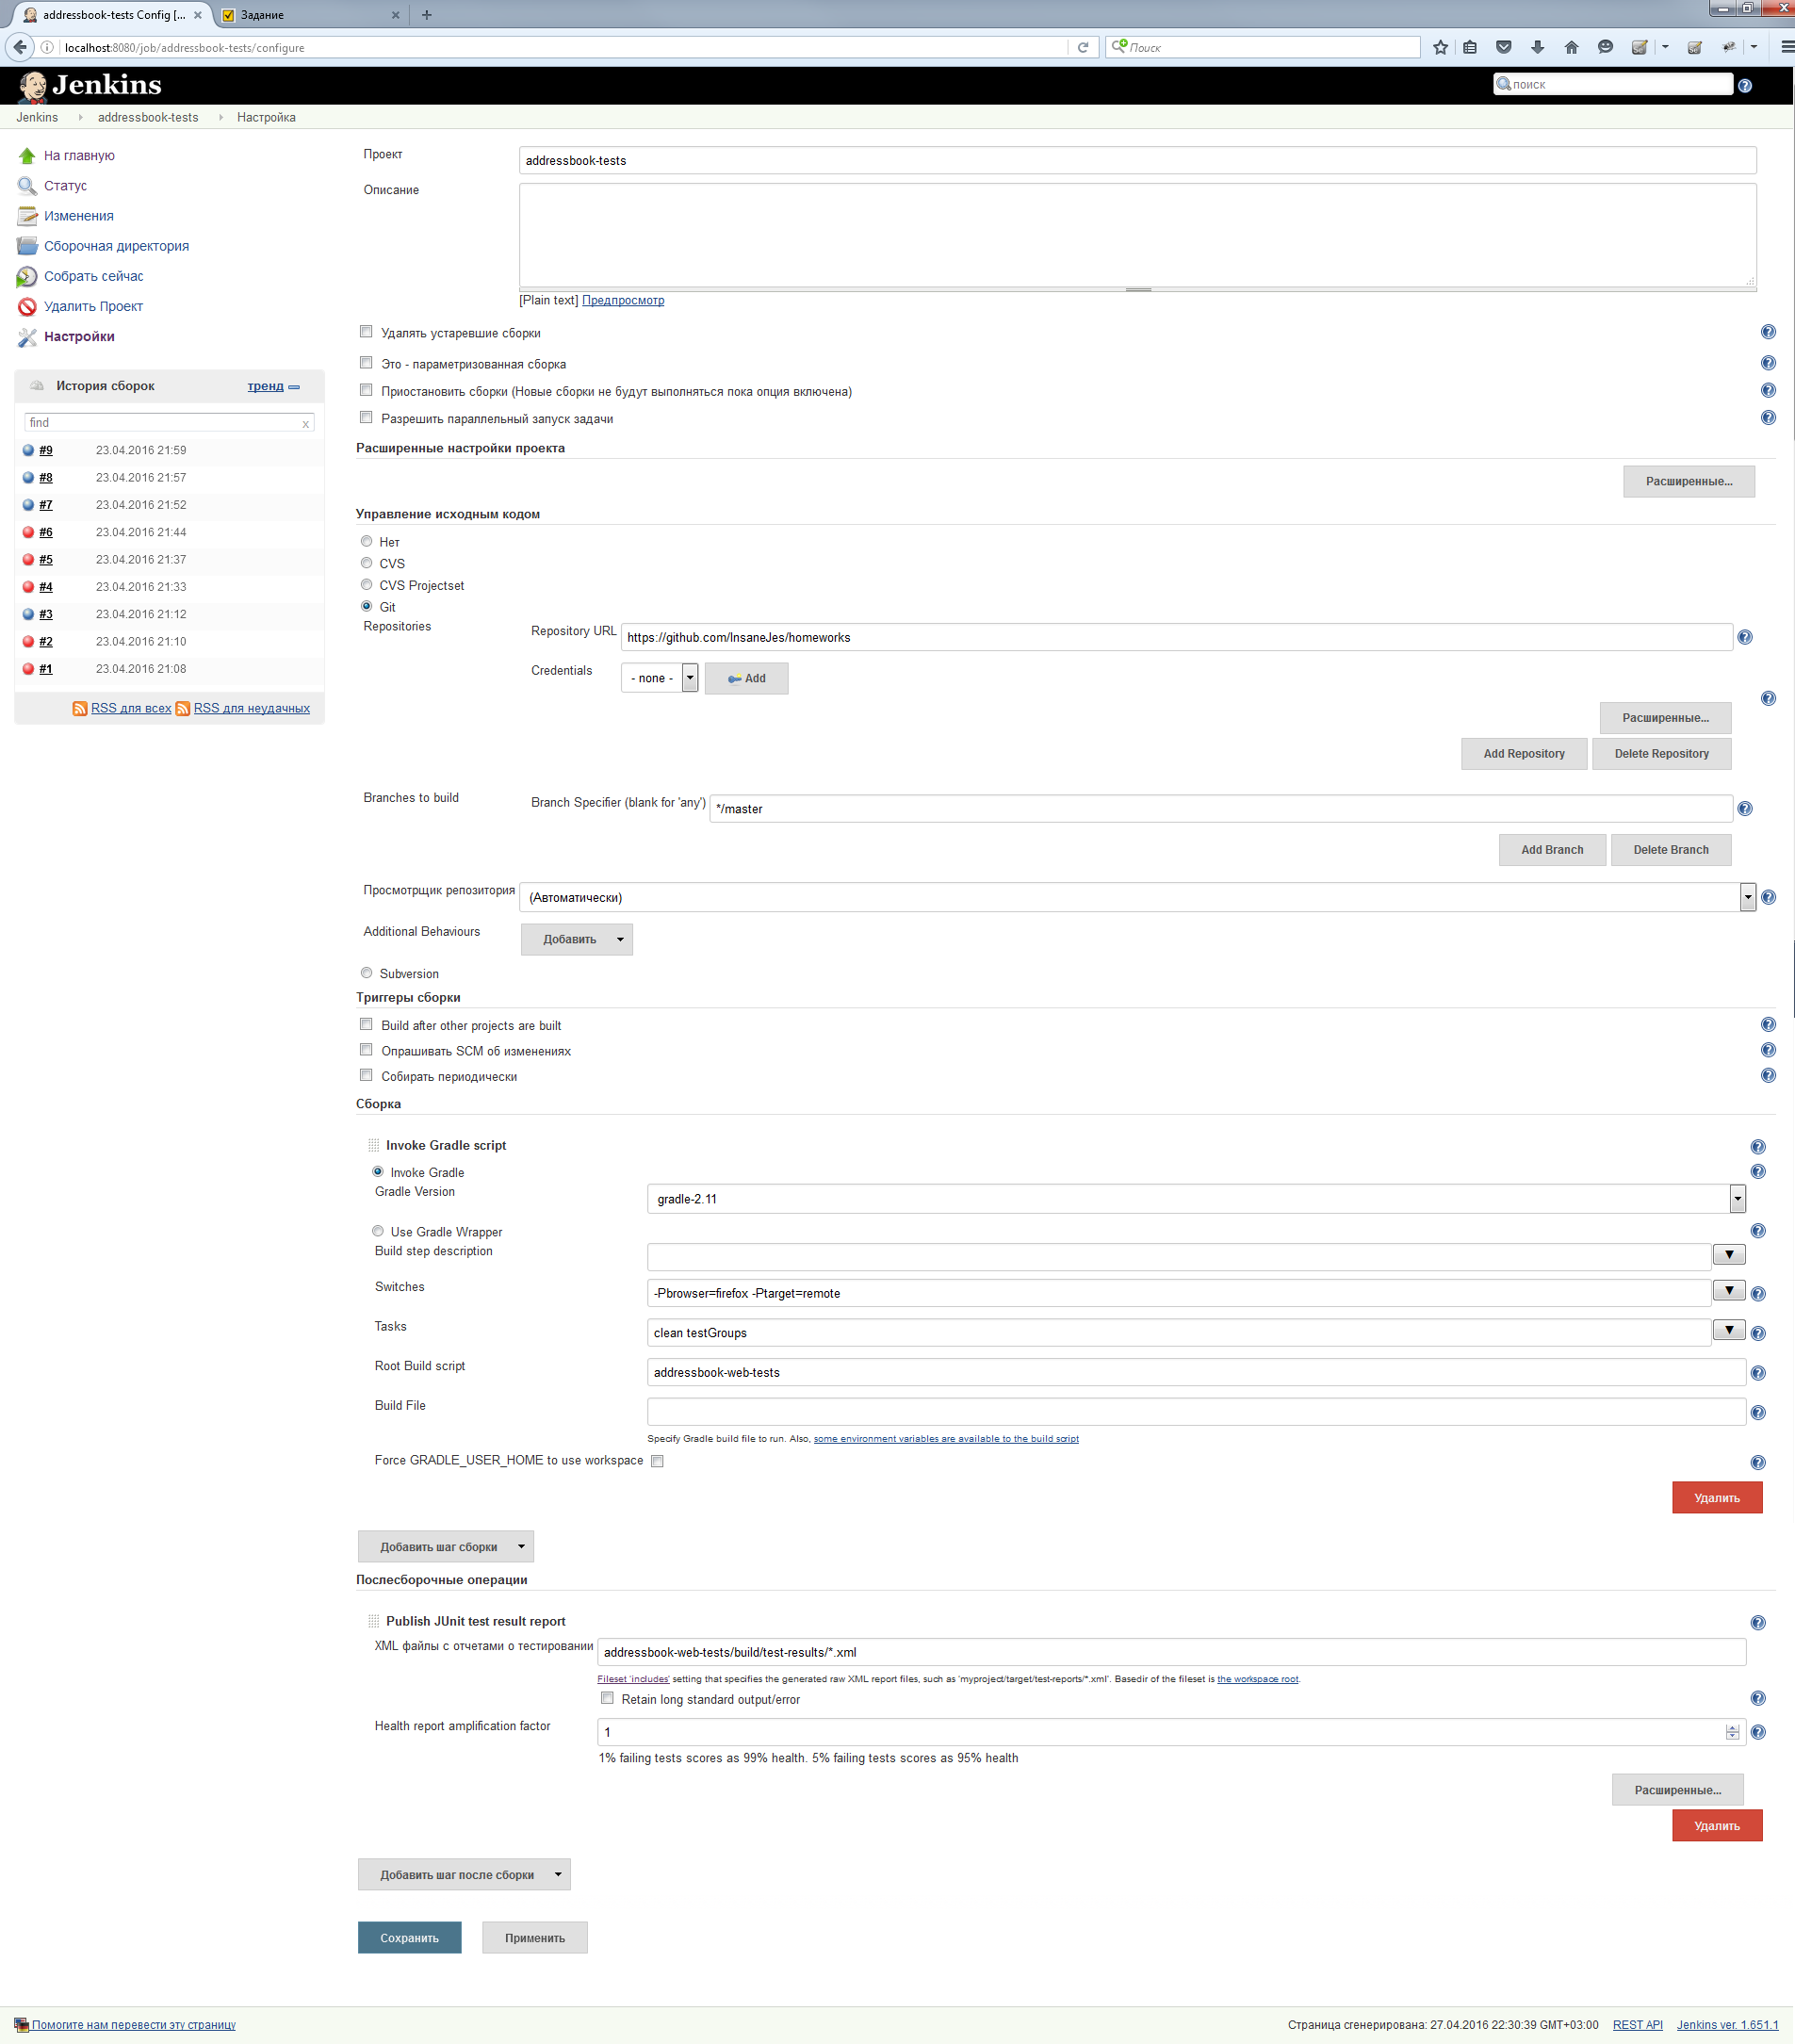 addressbook-tests Config [...
Задание
localhost:8080/job/addressbook-tests/configure
Поиск
Jenkins
поиск
Jenkins
addressbook-tests
Настройка
На главную
Статус
Изменения
Сборочная директория
Собрать сейчас
Удалить Проект
Настройки
История сборок
тренд
find
x
#9 23.04.2016 21:59
#8 23.04.2016 21:57
#7 23.04.2016 21:52
#6 23.04.2016 21:44
#5 23.04.2016 21:37
#4 23.04.2016 21:33
#3 23.04.2016 21:12
#2 23.04.2016 21:10
#1 23.04.2016 21:08
RSS для всех RSS для неудачных
Проект addressbook-tests
Описание
[Plain text] Предпросмотр
Удалять устаревшие сборки
Это - параметризованная сборка
Приостановить сборки (Новые сборки не будут выполняться пока опция включена)
Разрешить параллельный запуск задачи
Расширенные настройки проекта
Расширенные...
Управление исходным кодом
Нет
CVS
CVS Projectset
Git
Repositories
Repository URL https://github.com/InsaneJes/homeworks
Credentials - none - Add
Расширенные...
Add Repository Delete Repository
Branches to build
Branch Specifier (blank for 'any') */master
Add Branch Delete Branch
Просмотрщик репозитория (Автоматически)
Additional Behaviours Добавить
Subversion
Триггеры сборки
Build after other projects are built
Опрашивать SCM об изменениях
Собирать периодически
Сборка
Invoke Gradle script
Invoke Gradle
Gradle Version gradle-2.11
Use Gradle Wrapper
Build step description
Switches -Pbrowser=firefox -Ptarget=remote
Tasks clean testGroups
Root Build script addressbook-web-tests
Build File
Specify Gradle build file to run. Also, some environment variables are available to the build script
Force GRADLE_USER_HOME to use workspace
Удалить
Добавить шаг сборки
Послесборочные операции
Publish JUnit test result report
XML файлы с отчетами о тестировании addressbook-web-tests/build/test-results/*.xml
Fileset 'includes' setting that specifies the generated raw XML report files, such as 'myproject/target/test-reports/*.xml'. Basedir of the fileset is the workspace root.
Retain long standard output/error
Health report amplification factor 1
1% failing tests scores as 99% health. 5% failing tests scores as 95% health
Расширенные...
Удалить
Добавить шаг после сборки
Сохранить Применить
Помогите нам перевести эту страницу
Страница сгенерирована: 27.04.2016 22:30:39 GMT+03:00 REST API Jenkins ver. 1.651.1